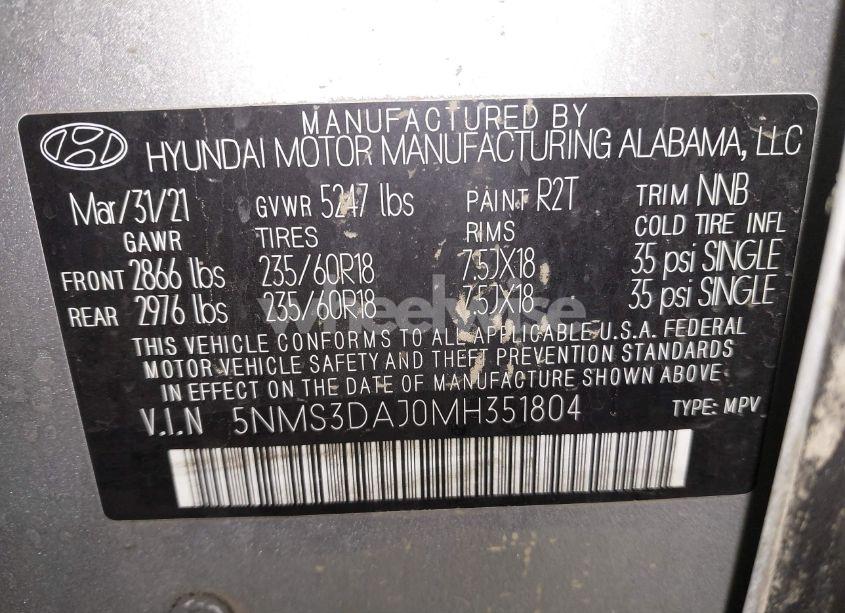 MANUFACTURED BY
HYUNDAI MOTOR MANUFACTURING ALABAMA, LLC
Mar/31/21 GVWR 5247 lbs PAINT R2T TRIM NNB
GAWR TIRES RIMS COLD TIRE INFL
FRONT 2866 lbs 235/60R18 7.5JX18 35 psi SINGLE
REAR 2976 lbs 235/60R18 7.5JX18 35 psi SINGLE
wheelwise
THIS VEHICLE CONFORMS TO ALL APPLICABLE U.S.A. FEDERAL
MOTOR VEHICLE SAFETY AND THEFT PREVENTION STANDARDS
IN EFFECT ON THE DATE OF MANUFACTURE SHOWN ABOVE
V.I.N 5NMS3DAJ0MH351804 TYPE: MPV